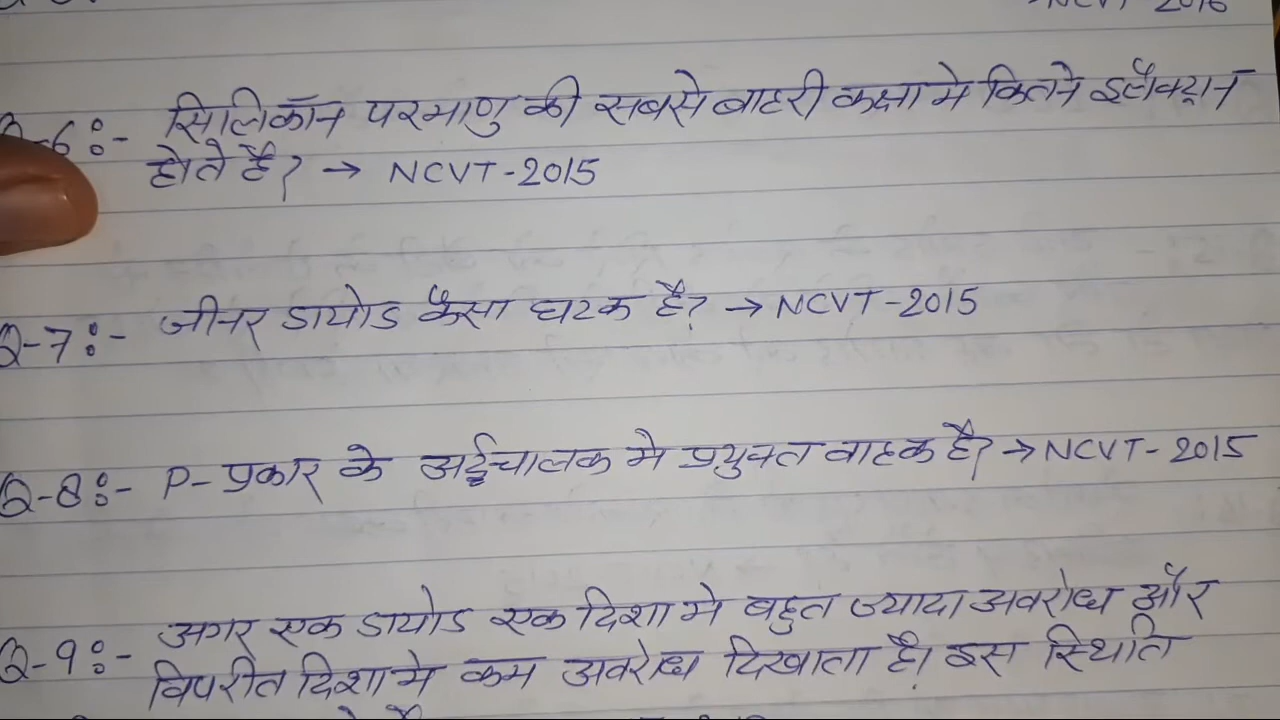 NCVT-2016
Q-6:- सिलिकॉन परमाणु की सबसे बाहरी कक्षा मे कितने इलैक्ट्रान
होते है? → NCVT-2015
Q-7:- जीनर डायोड कैसा घटक है? → NCVT-2015
Q-8:- P-प्रकार के अर्द्धचालक मे प्रयुक्त वाहक है? → NCVT-2015
Q-9:- अगर एक डायोड एक दिशा मे बहुत ज्यादा अवरोध और
विपरीत दिशा मे कम अवरोध दिखाता है। इस स्थिति